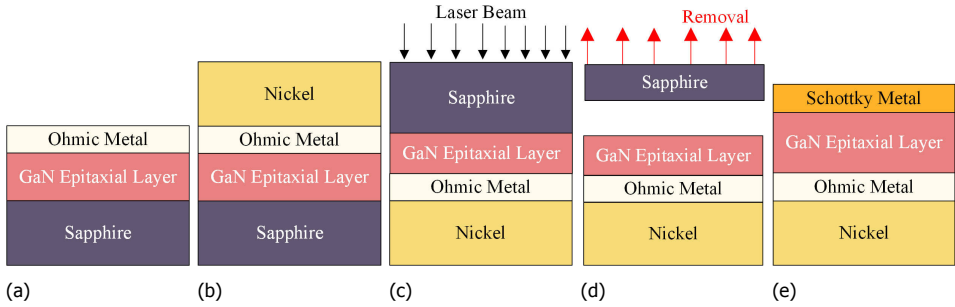 Ohmic Metal
GaN Epitaxial Layer
Sapphire
(a)
Nickel
Ohmic Metal
GaN Epitaxial Layer
Sapphire
(b)
Laser Beam
Sapphire
GaN Epitaxial Layer
Ohmic Metal
Nickel
(c)
Removal
Sapphire
GaN Epitaxial Layer
Ohmic Metal
Nickel
(d)
Schottky Metal
GaN Epitaxial Layer
Ohmic Metal
Nickel
(e)